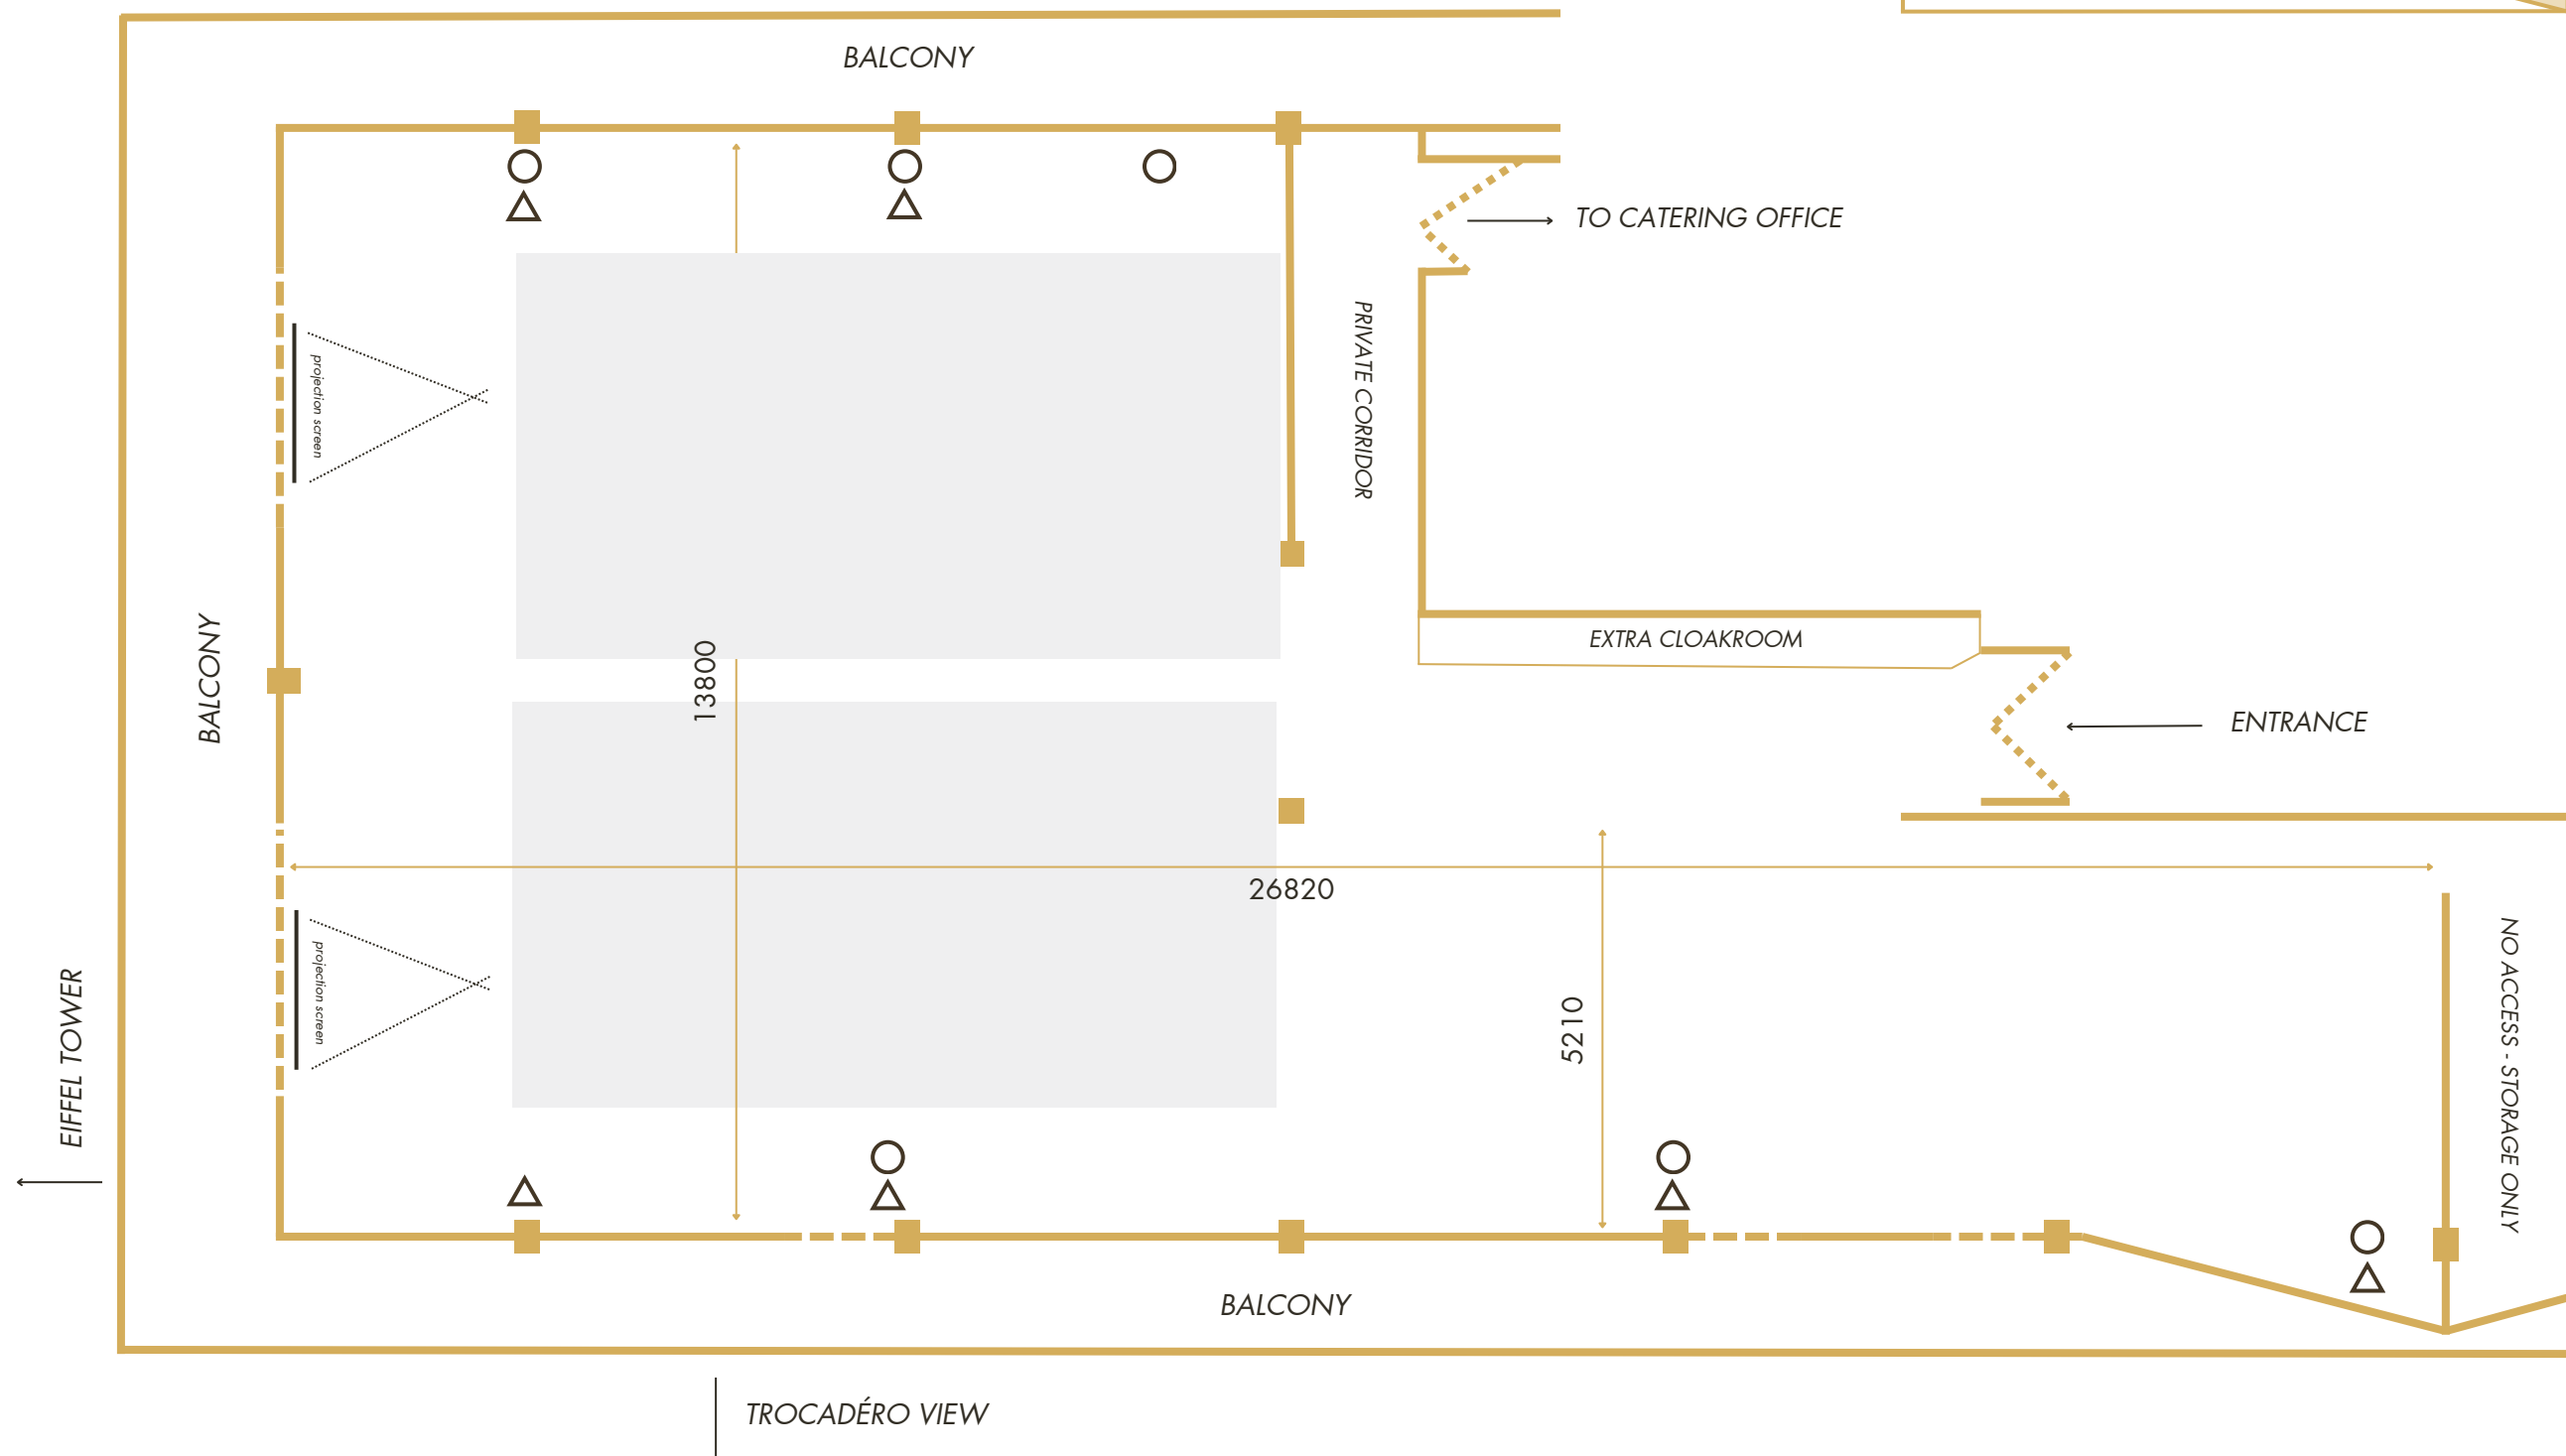 BALCONY
TO CATERING OFFICE
PRIVATE CORRIDOR
projection screen
BALCONY
13800
EXTRA CLOAKROOM
ENTRANCE
26820
projection screen
EIFFEL TOWER
5210
NO ACCESS - STORAGE ONLY
BALCONY
TROCADÉRO VIEW